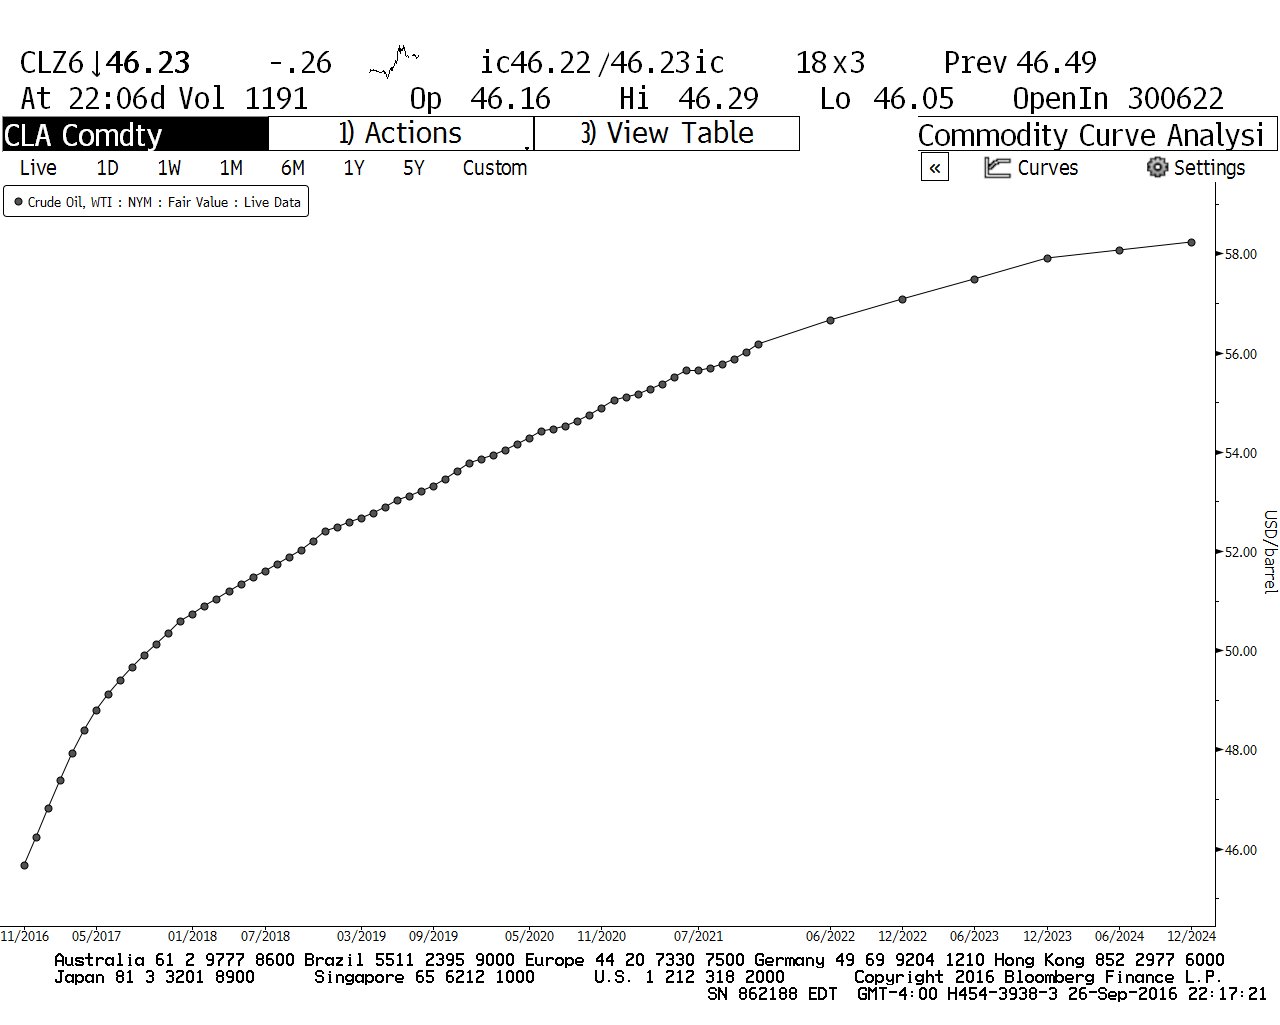 CLZ6 ↓46.23 -.26 ic46.22 /46.23ic 18x3 Prev 46.49
At 22:06d Vol 1191 Op 46.16 Hi 46.29 Lo 46.05 OpenIn 300622
CLA Comdty 1) Actions 3) View Table Commodity Curve Analysi
Live 1D 1W 1M 6M 1Y 5Y Custom « Curves Settings
Crude Oil, WTI : NYM : Fair Value : Live Data
58.00
56.00
54.00
52.00
50.00
48.00
46.00
USD/barrel
11/2016 05/2017 01/2018 07/2018 03/2019 09/2019 05/2020 11/2020 07/2021 06/2022 12/2022 06/2023 12/2023 06/2024 12/2024
Australia 61 2 9777 8600 Brazil 5511 2395 9000 Europe 44 20 7330 7500 Germany 49 69 9204 1210 Hong Kong 852 2977 6000
Japan 81 3 3201 8900 Singapore 65 6212 1000 U.S. 1 212 318 2000 Copyright 2016 Bloomberg Finance L.P.
SN 862188 EDT GMT-4:00 H454-3938-3 26-Sep-2016 22:17:21